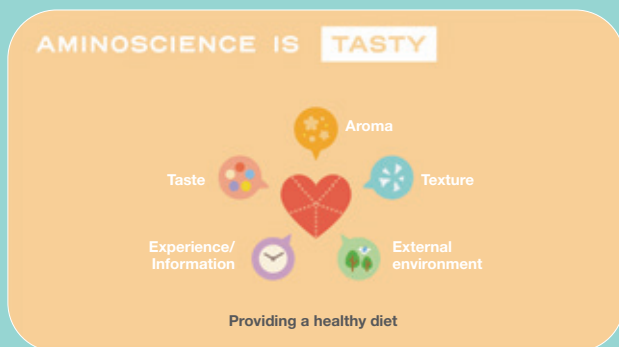 AMINOSCIENCE IS TASTY
Aroma
Taste
Texture
Experience/
Information
External
environment
Providing a healthy diet